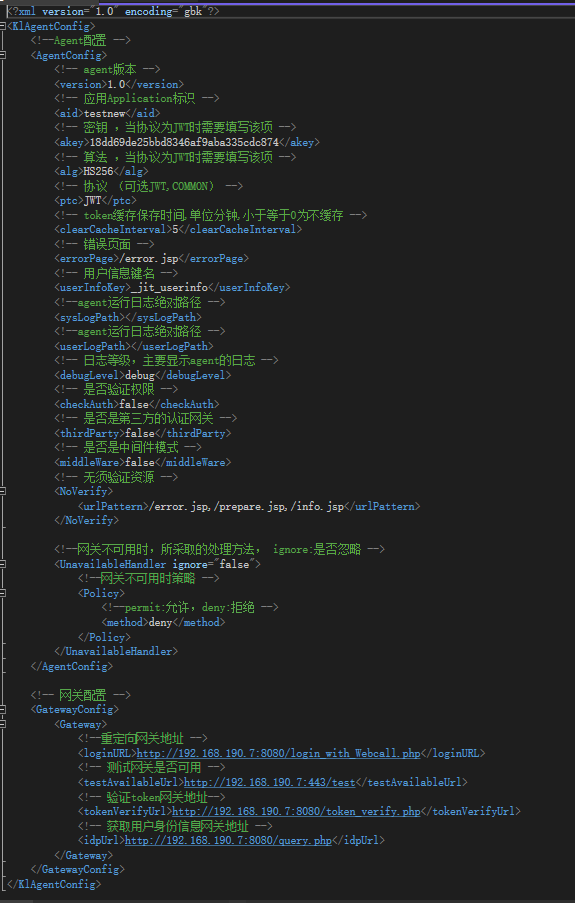 <?xml version="1.0" encoding="gbk"?>
<KlAgentConfig>
<!--Agent配置 -->
<AgentConfig>
<!-- agent版本 -->
<version>1.0</version>
<!-- 应用Application标识 -->
<aid>testnew</aid>
<!-- 密钥 ，当协议为JWT时需要填写该项 -->
<akey>18dd69de25bbd8346af9aba335cdc874</akey>
<!-- 算法 ，当协议为JWT时需要填写该项 -->
<alg>HS256</alg>
<!-- 协议 （可选JWT,COMMON） -->
<ptc>JWT</ptc>
<!-- token缓存保存时间,单位分钟,小于等于0为不缓存 -->
<clearCacheInterval>5</clearCacheInterval>
<!-- 错误页面 -->
<errorPage>/error.jsp</errorPage>
<!-- 用户信息键名 -->
<userInfoKey>_jit_userinfo</userInfoKey>
<!--agent运行日志绝对路径 -->
<sysLogPath></sysLogPath>
<!--agent运行日志绝对路径 -->
<userLogPath></userLogPath>
<!-- 日志等级，主要显示agent的日志 -->
<debugLevel>debug</debugLevel>
<!-- 是否验证权限 -->
<checkAuth>false</checkAuth>
<!-- 是否是第三方的认证网关 -->
<thirdParty>false</thirdParty>
<!-- 是否是中间件模式 -->
<middleWare>false</middleWare>
<!-- 无须验证资源 -->
<NoVerify>
<urlPattern>/error.jsp,/prepare.jsp,/info.jsp</urlPattern>
</NoVerify>
<!--网关不可用时，所采取的处理方法， ignore:是否忽略 -->
<UnavailableHandler ignore="false">
<!--网关不可用时策略 -->
<Policy>
<!--permit:允许，deny:拒绝 -->
<method>deny</method>
</Policy>
</UnavailableHandler>
</AgentConfig>
<!-- 网关配置 -->
<GatewayConfig>
<Gateway>
<!--重定向网关地址 -->
<loginURL>http://192.168.190.7:8080/login_with_Webcall.php</loginURL>
<!-- 测试网关是否可用 -->
<testAvailableUrl>http://192.168.190.7:443/test</testAvailableUrl>
<!-- 验证token网关地址-->
<tokenVerifyUrl>http://192.168.190.7:8080/token_verify.php</tokenVerifyUrl>
<!-- 获取用户身份信息网关地址 -->
<idpUrl>http://192.168.190.7:8080/query.php</idpUrl>
</Gateway>
</GatewayConfig>
</KlAgentConfig>